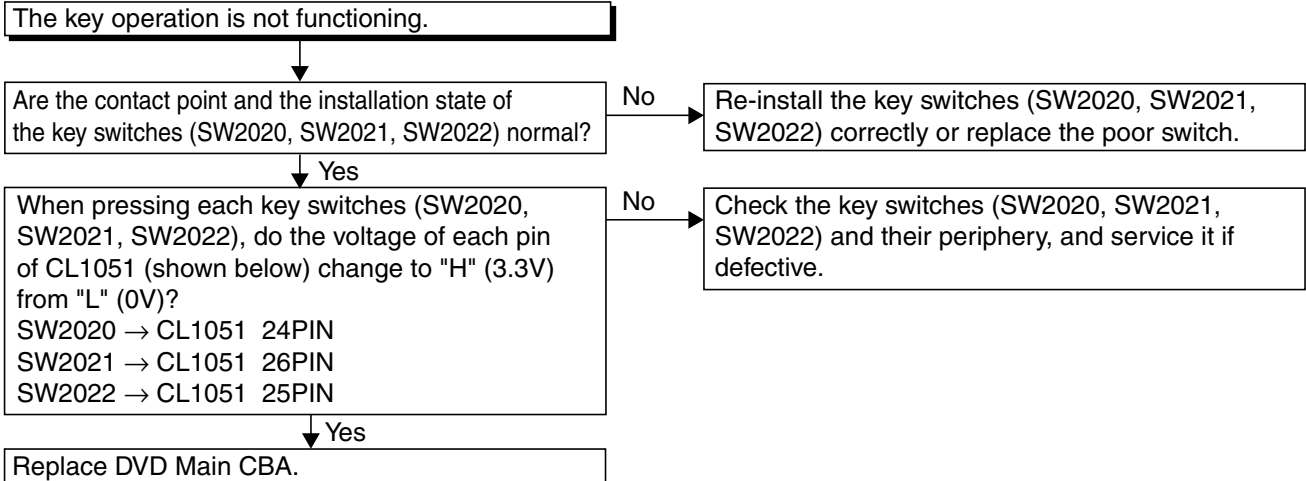 The key operation is not functioning.
Are the contact point and the installation state of
the key switches (SW2020, SW2021, SW2022) normal?
No
Re-install the key switches (SW2020, SW2021,
SW2022) correctly or replace the poor switch.
Yes
When pressing each key switches (SW2020,
SW2021, SW2022), do the voltage of each pin
of CL1051 (shown below) change to "H" (3.3V)
from "L" (0V)?
SW2020 → CL1051 24PIN
SW2021 → CL1051 26PIN
SW2022 → CL1051 25PIN
No
Check the key switches (SW2020, SW2021,
SW2022) and their periphery, and service it if
defective.
Yes
Replace DVD Main CBA.